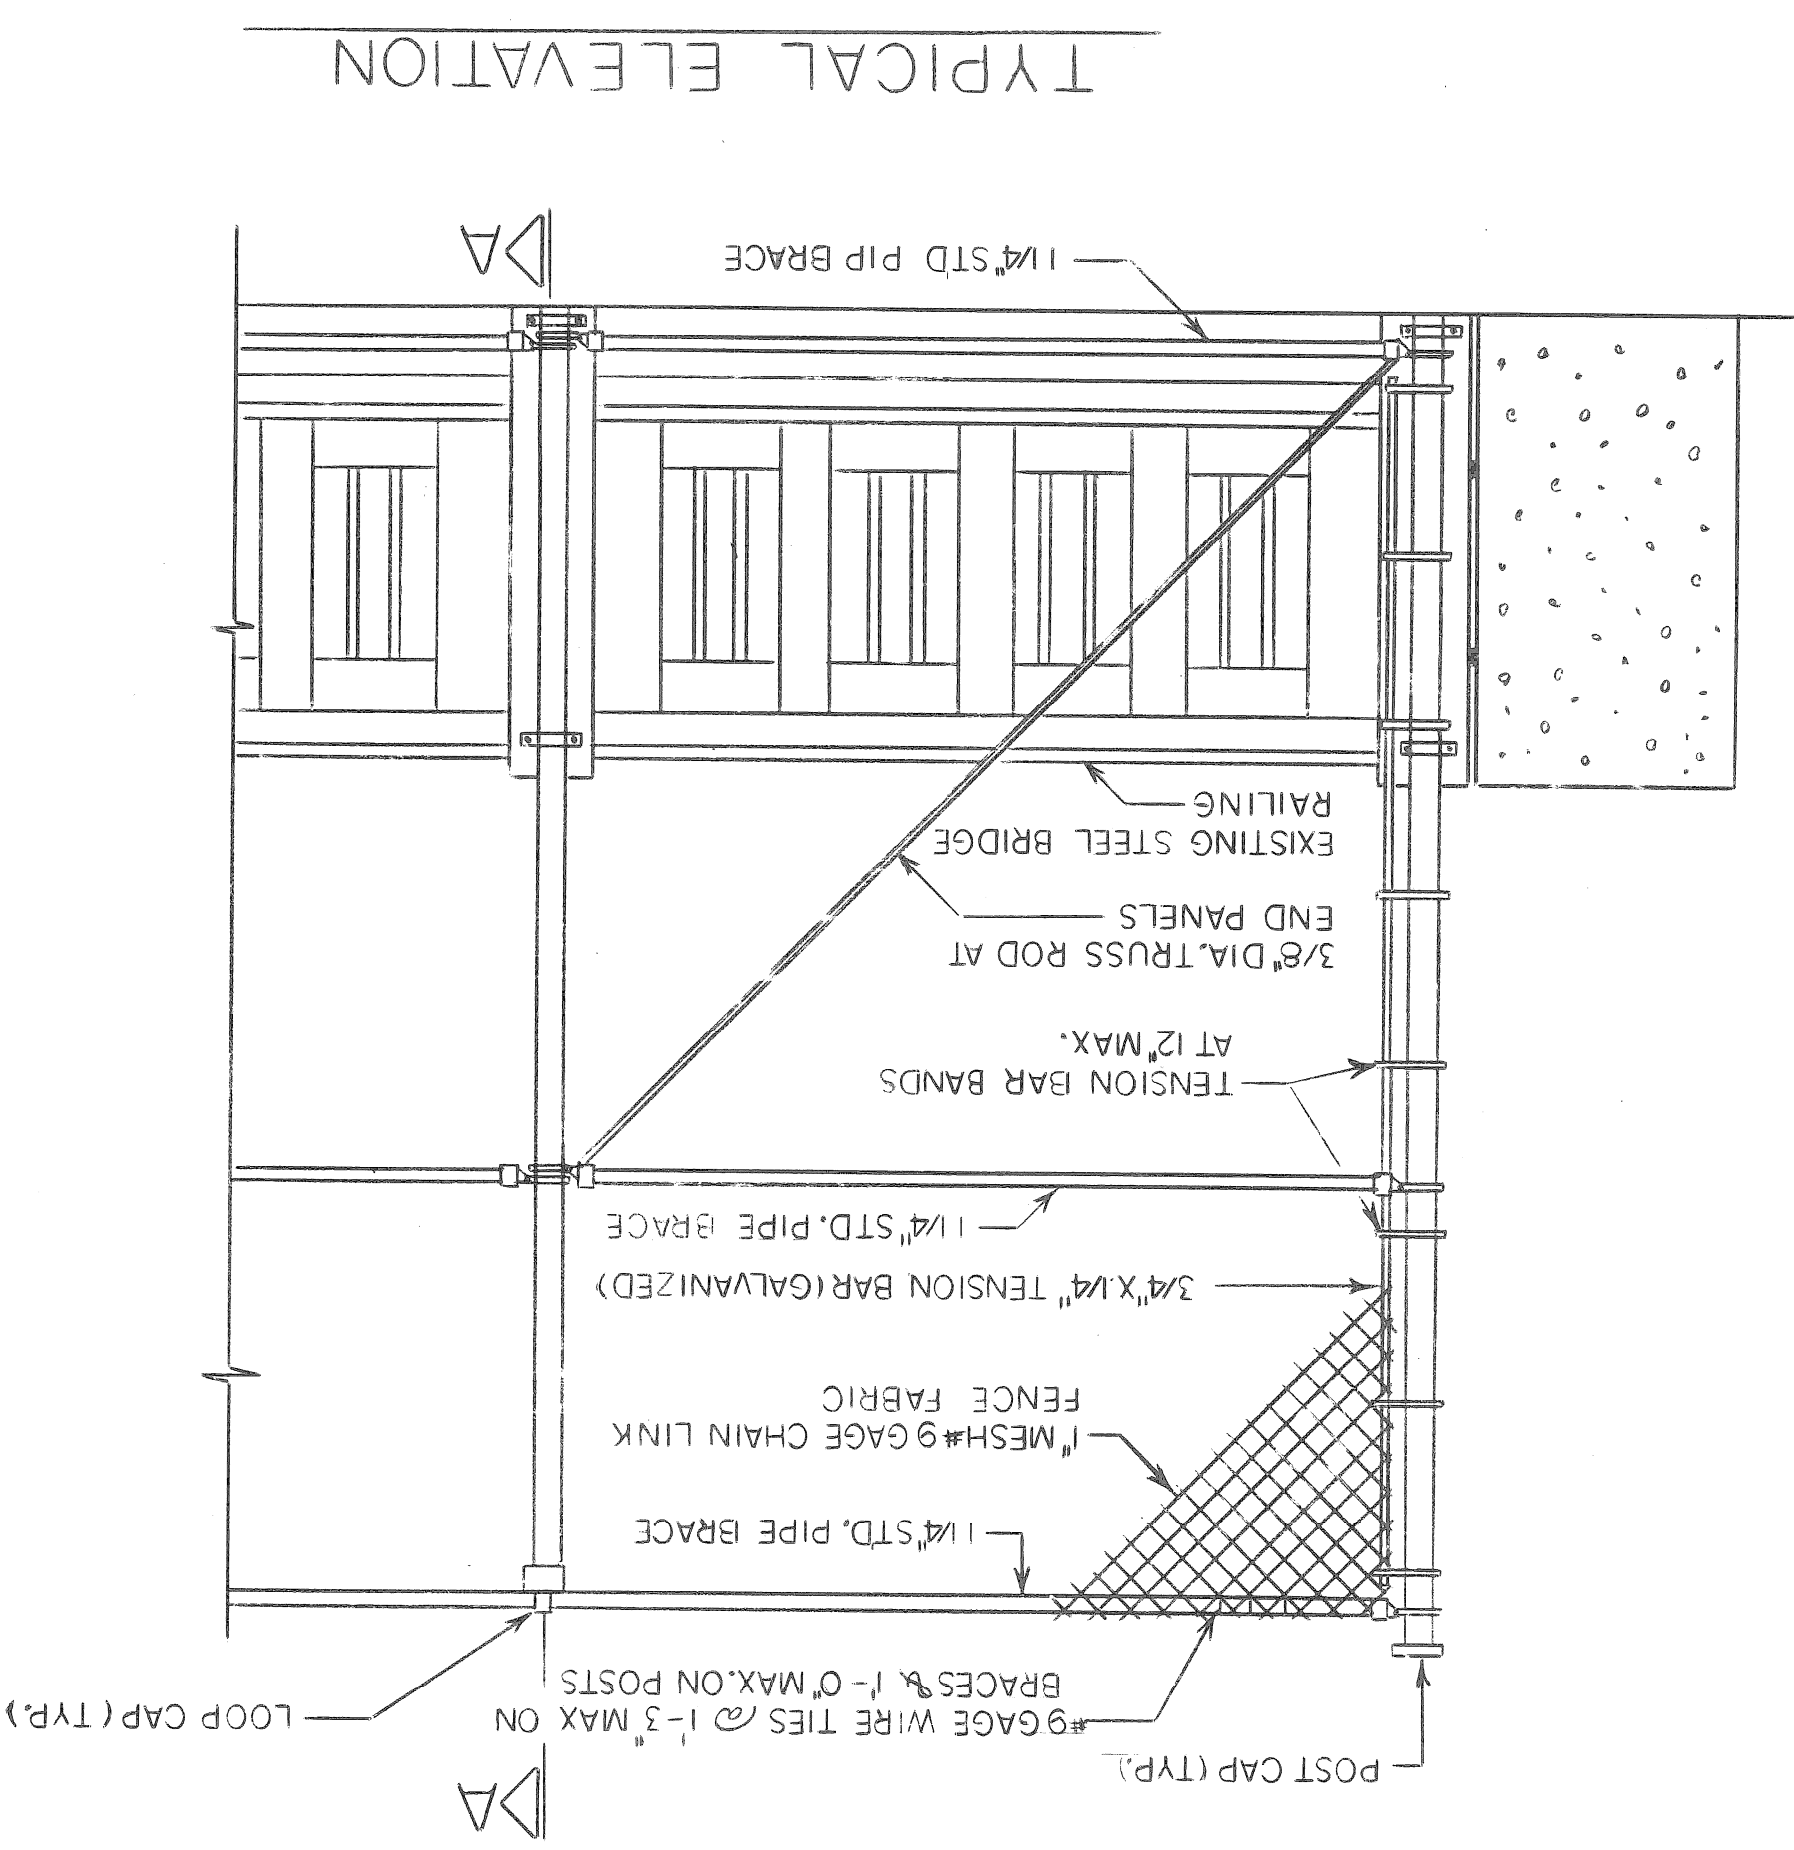 A
POST CAP (TYP.)
#9 GAGE WIRE TIES @ 1'-3" MAX ON
BRACES & 1'-0" MAX. ON POSTS
LOOP CAP (TYP.)
1 1/4" STD. PIPE BRACE
1" MESH #9 GAGE CHAIN LINK
FENCE FABRIC
3/4" X 1/4" TENSION BAR (GALVANIZED)
1 1/4" STD. PIPE BRACE
TENSION BAR BANDS
AT 12" MAX.
3/8" DIA. TRUSS ROD AT
END PANELS
EXISTING STEEL BRIDGE
RAILING
1 1/4" STD PIP BRACE
A
TYPICAL ELEVATION